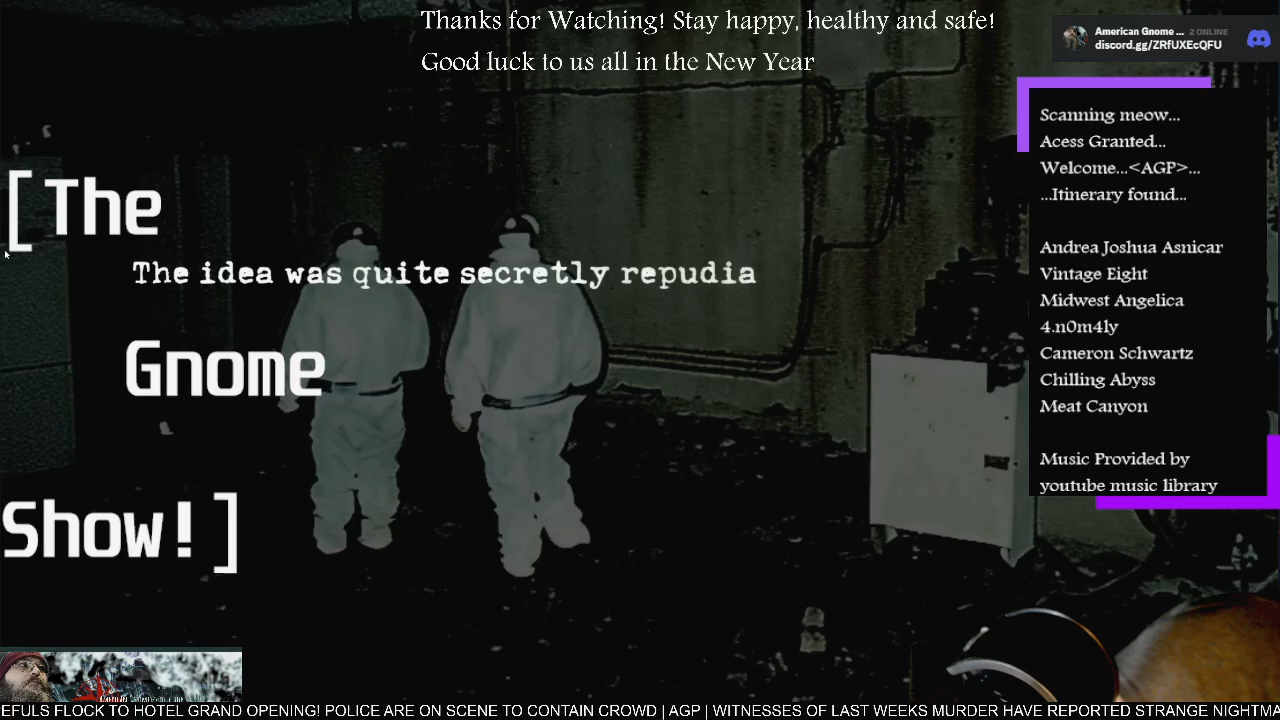 Thanks for Watching! Stay happy, healthy and safe!
Good luck to us all in the New Year
American Gnome ... 2 ONLINE
discord.gg/ZRfUXEcQFU
Scanning meow...
Acess Granted...
Welcome...<AGP>...
...Itinerary found...
Andrea Joshua Asnicar
Vintage Eight
Midwest Angelica
4.n0m4ly
Cameron Schwartz
Chilling Abyss
Meat Canyon
Music Provided by
youtube music library
[The
The idea was quite secretly repudia
Gnome
Show!]
EFULS FLOCK TO HOTEL GRAND OPENING! POLICE ARE ON SCENE TO CONTAIN CROWD | AGP | WITNESSES OF LAST WEEKS MURDER HAVE REPORTED STRANGE NIGHTMA